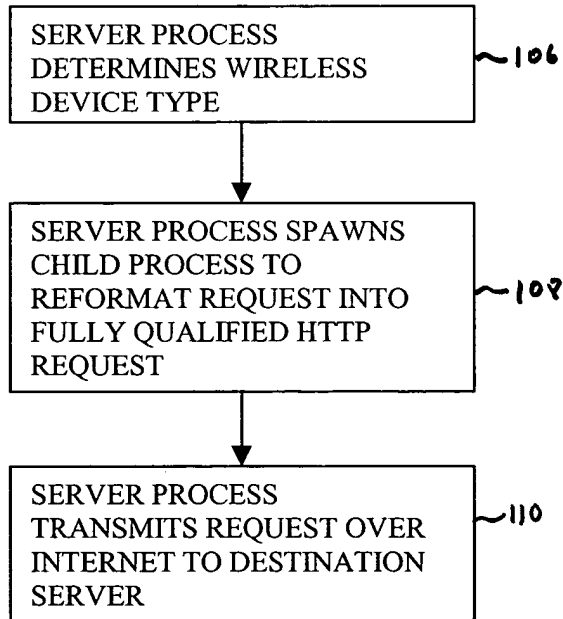 SERVER PROCESS
DETERMINES WIRELESS
DEVICE TYPE
106
SERVER PROCESS SPAWNS
CHILD PROCESS TO
REFORMAT REQUEST INTO
FULLY QUALIFIED HTTP
REQUEST
108
SERVER PROCESS
TRANSMITS REQUEST OVER
INTERNET TO DESTINATION
SERVER
110